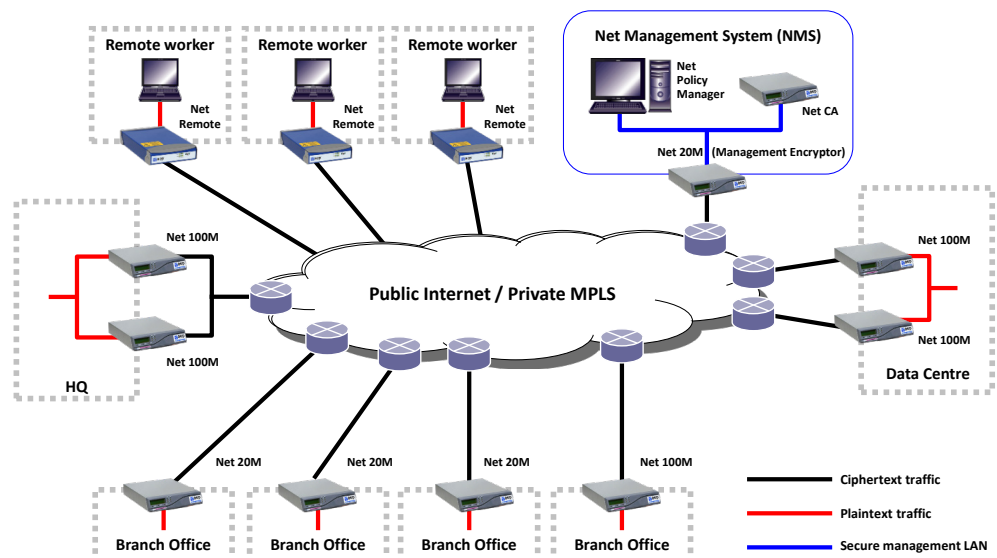 Remote worker
Remote worker
Remote worker
Net
Remote
Net
Remote
Net
Remote
Net Management System (NMS)
Net
Policy
Manager
Net CA
Net 20M (Management Encryptor)
Net 100M
Net 100M
HQ
Public Internet / Private MPLS
Net 100M
Net 100M
Data Centre
Net 20M
Net 20M
Net 20M
Net 100M
Branch Office
Branch Office
Branch Office
Branch Office
Ciphertext traffic
Plaintext traffic
Secure management LAN